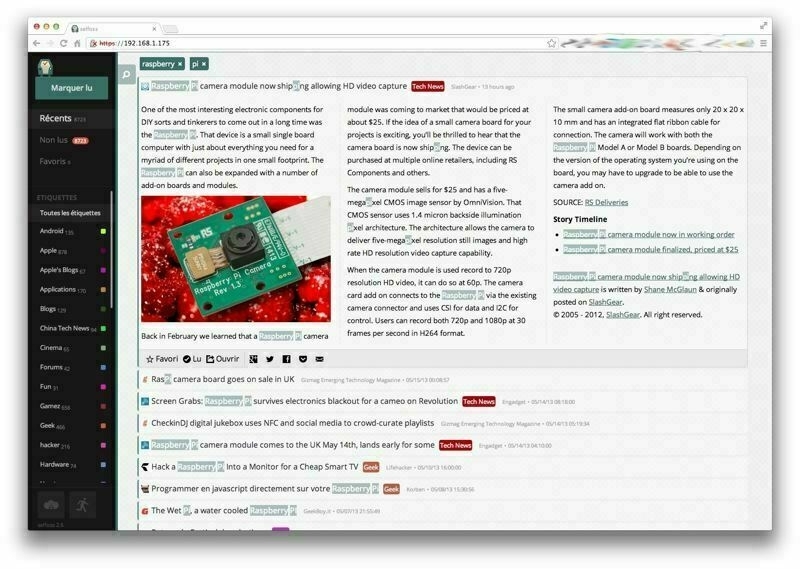 selfoss
https://192.168.1.175
Marquer lu
Récents 8723
Non lus 8723
Favoris
ETIQUETTES
Toutes les étiquettes
Android 135
Apple 878
Apple's Blogs 67
Applications 170
Blogs 129
China Tech News 94
Cinema 65
Forums 42
Fun 31
Gamez 656
Geek 466
hacker 216
Hardware 74
selfoss 2.6
raspberry ×
pi ×
Raspberry Pi camera module now shipping allowing HD video capture Tech News SlashGear • 13 hours ago
One of the most interesting electronic components for
DIY sorts and tinkerers to come out in a long time was
the Raspberry Pi. That device is a small single board
computer with just about everything you need for a
myriad of different projects in one small footprint. The
Raspberry Pi can also be expanded with a number of
add-on boards and modules.
RS
Raspberry Pi Camera
Rev 1.3
Back in February we learned that a Raspberry Pi camera
module was coming to market that would be priced at
about $25. If the idea of a small camera board for your
projects is exciting, you'll be thrilled to hear that the
camera board is now shipping. The device can be
purchased at multiple online retailers, including RS
Components and others.
The camera module sells for $25 and has a five-
megapixel CMOS image sensor by OmniVision. That
CMOS sensor uses 1.4 micron backside illumination
pixel architecture. The architecture allows the camera to
deliver five-megapixel resolution still images and high
rate HD resolution video capture capability.
When the camera module is used record to 720p
resolution HD video, it can do so at 60p. The camera
card add on connects to the Raspberry Pi via the existing
camera connector and uses CSI for data and I2C for
control. Users can record both 720p and 1080p at 30
frames per second in H264 format.
The small camera add-on board measures only 20 x 20 x
10 mm and has an integrated flat ribbon cable for
connection. The camera will work with both the
Raspberry Pi Model A or Model B boards. Depending on
the version of the operating system you're using on the
board, you may have to upgrade to be able to use the
camera add on.
SOURCE: RS Deliveries
Story Timeline
• Raspberry Pi camera module now in working order
• Raspberry Pi camera module finalized, priced at $25
Raspberry Pi camera module now shipping allowing HD
video capture is written by Shane McGlaun & originally
posted on SlashGear.
© 2005 - 2012, SlashGear. All right reserved.
Favori Lu Ouvrir
Raspi camera board goes on sale in UK Gizmag Emerging Technology Magazine • 05/15/13 00:08:57
Screen Grabs: Raspberry Pi survives electronics blackout for a cameo on Revolution Tech News Engadget • 05/14/13 08:18:00
CheckinDJ digital jukebox uses NFC and social media to crowd-curate playlists Gizmag Emerging Technology Magazine • 05/14/13 05:19:34
Raspberry Pi camera module comes to the UK May 14th, lands early for some Tech News Engadget • 05/14/13 04:10:00
Hack a Raspberry Pi Into a Monitor for a Cheap Smart TV Geek Lifehacker • 05/10/13 16:00:00
Programmer en javascript directement sur votre Raspberry Pi Geek Korben • 05/08/13 15:30:56
The Wet Pi, a water cooled Raspberry Pi GeekBoy.it • 05/07/13 21:55:49